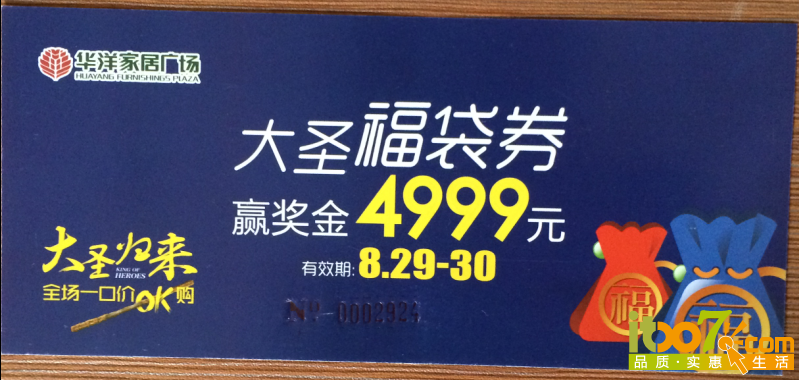 华洋家居广场
HUAYANG FURNISHINGS PLAZA
大圣福袋券
赢奖金4999元
有效期:8.29-30
大圣归来
KING OF HEROES
全场一口价OK购
Nº 0002924
福
itoo7.com
品质·实惠·生活